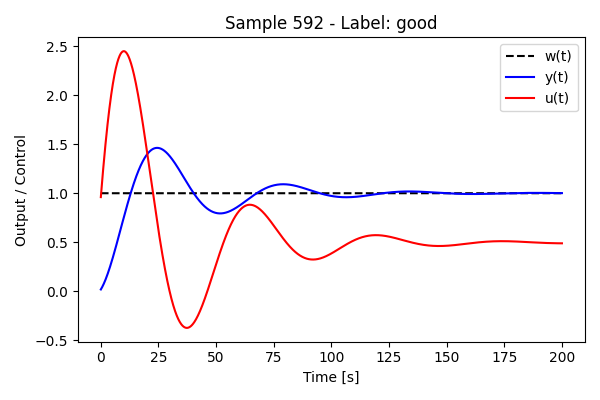 Sample 592 - Label: good
Output / Control
2.5
2.0
1.5
1.0
0.5
0.0
−0.5
w(t)
y(t)
u(t)
0 25 50 75 100 125 150 175 200
Time [s]